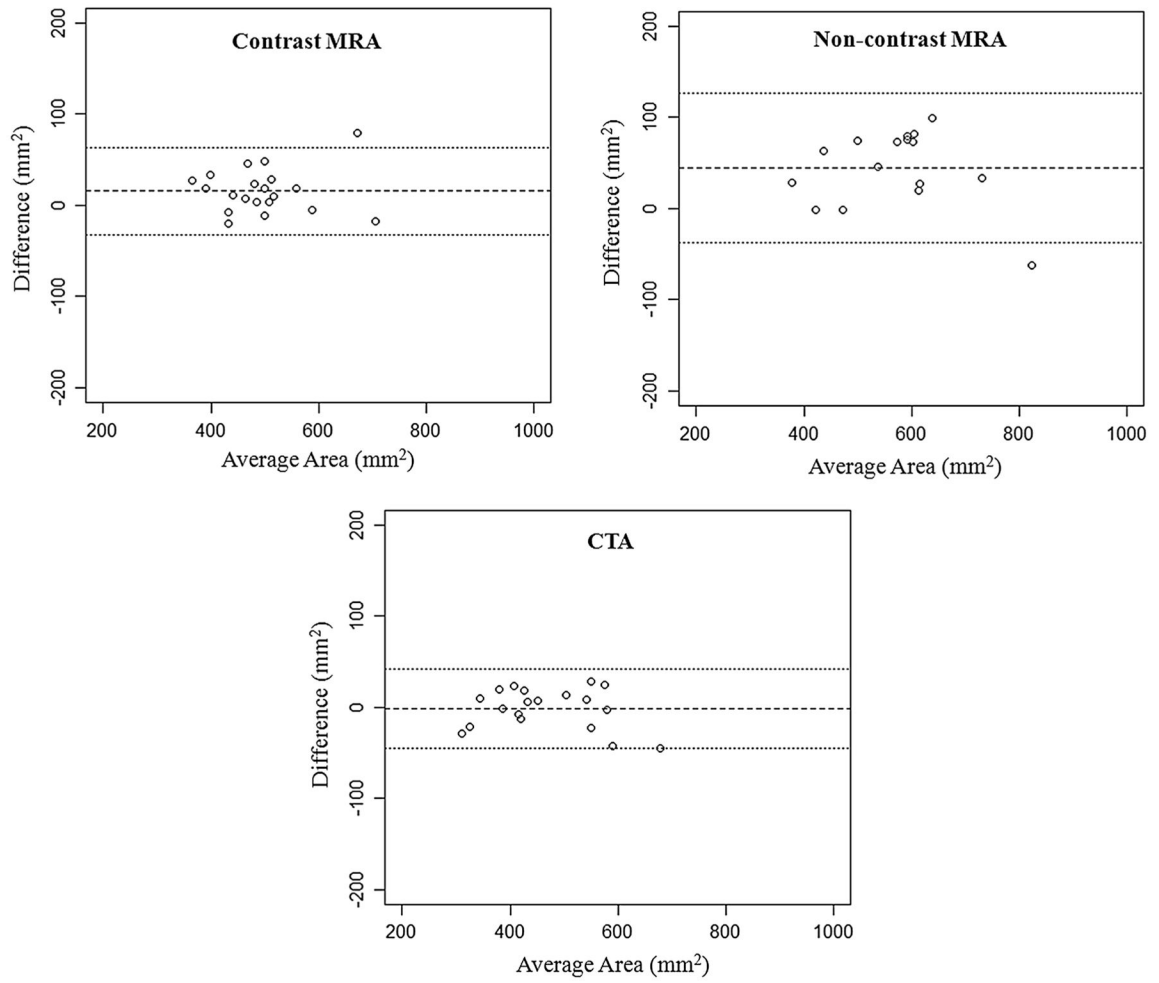 Contrast MRA
Difference (mm²)
200
100
0
-100
-200
200 400 600 800 1000
Average Area (mm²)
Non-contrast MRA
Difference (mm²)
200
100
0
-100
-200
200 400 600 800 1000
Average Area (mm²)
CTA
Difference (mm²)
200
100
0
-100
-200
200 400 600 800 1000
Average Area (mm²)